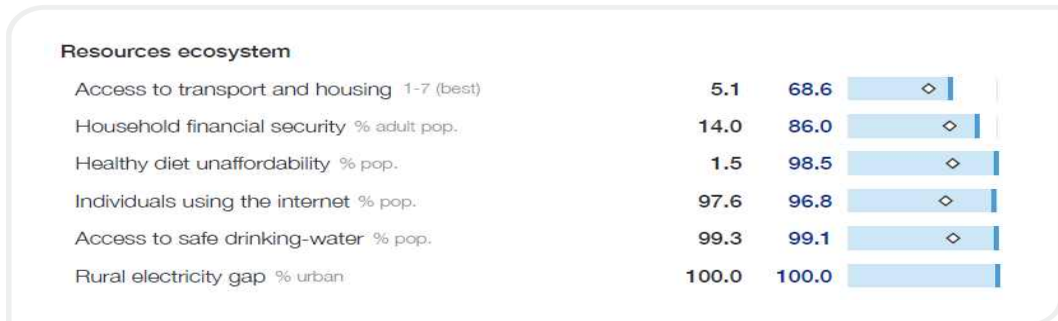 Resources ecosystem
Access to transport and housing 1-7 (best) 5.1 68.6
Household financial security % adult pop. 14.0 86.0
Healthy diet unaffordability % pop. 1.5 98.5
Individuals using the internet % pop. 97.6 96.8
Access to safe drinking-water % pop. 99.3 99.1
Rural electricity gap % urban 100.0 100.0